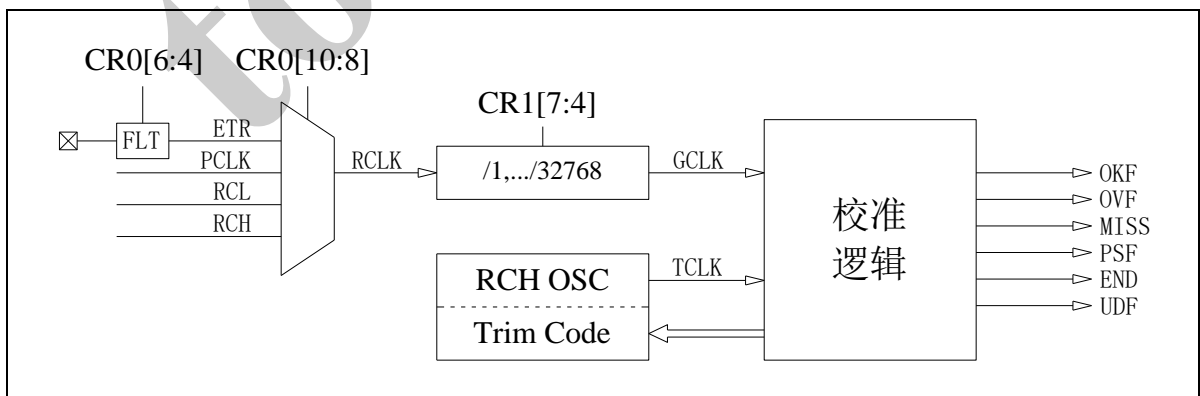 CR0[6:4] CR0[10:8]
CR1[7:4]
FLT
ETR
PCLK
RCL
RCH
RCLK
/1,.../32768
GCLK
RCH OSC
Trim Code
TCLK
校准
逻辑
OKF
OVF
MISS
PSF
END
UDF